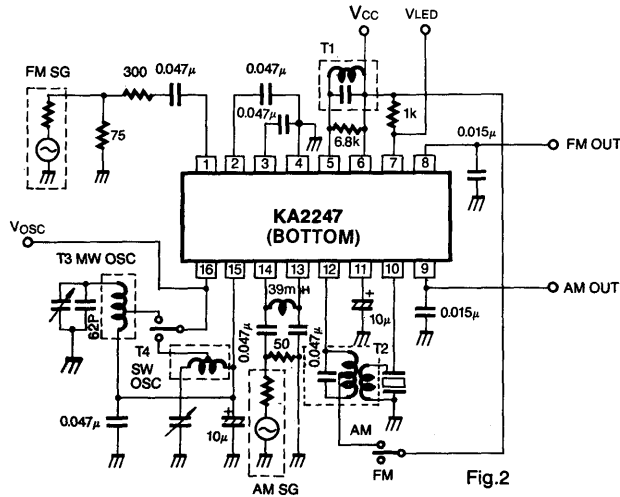 VCC
VLED
T1
FM SG
300
0.047μ
0.047μ
0.047μ
75
6.8k
1k
0.015μ
FM OUT
1 2 3 4 5 6 7 8
KA2247
(BOTTOM)
16 15 14 13 12 11 10 9
VOSC
T3 MW OSC
62P
T4
SW
OSC
39mH
0.047μ
50
0.047μ
10μ
T2
AM OUT
0.015μ
0.047μ
10μ
AM SG
AM
FM
Fig.2